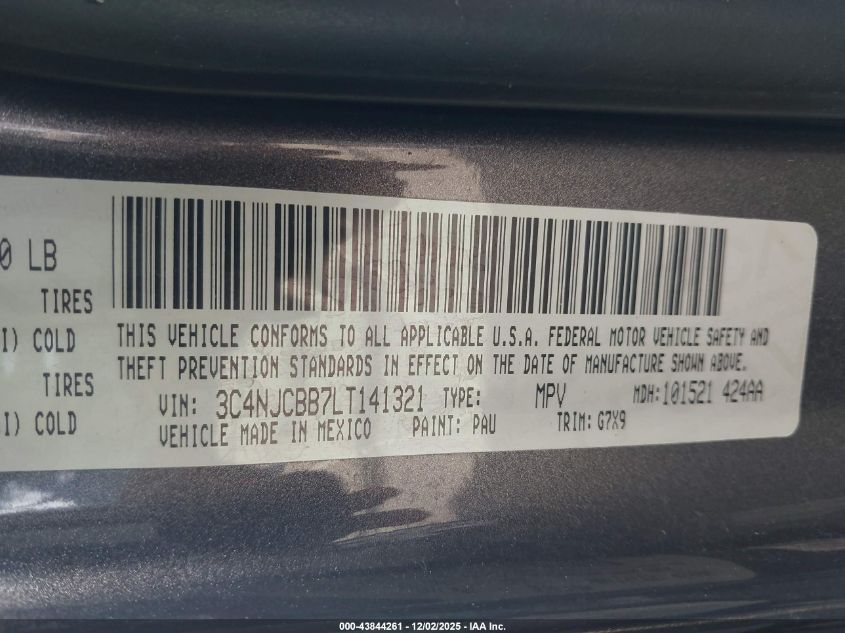 0 LB
TIRES
I) COLD
TIRES
I) COLD
THIS VEHICLE CONFORMS TO ALL APPLICABLE U.S.A. FEDERAL MOTOR VEHICLE SAFETY AND
THEFT PREVENTION STANDARDS IN EFFECT ON THE DATE OF MANUFACTURE SHOWN ABOVE.
VIN: 3C4NJCBB7LT141321 TYPE: MPV MDH: 101521 424AA
VEHICLE MADE IN MEXICO PAINT: PAU TRIM: G7X9
000-43844261 - 12/02/2025 - IAA Inc.